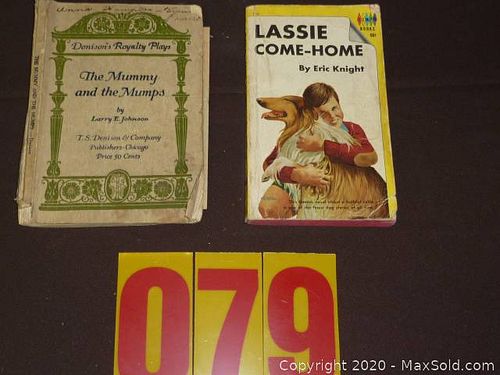 Denison's Royalty Plays
The Mummy
and the Mumps
by
Larry E. Johnson
T. S. Denison & Company
Publishers-Chicago
Price 50 Cents
LASSIE
COME-HOME
By Eric Knight
BOOKS
079
Copyright 2020 - MaxSold.com